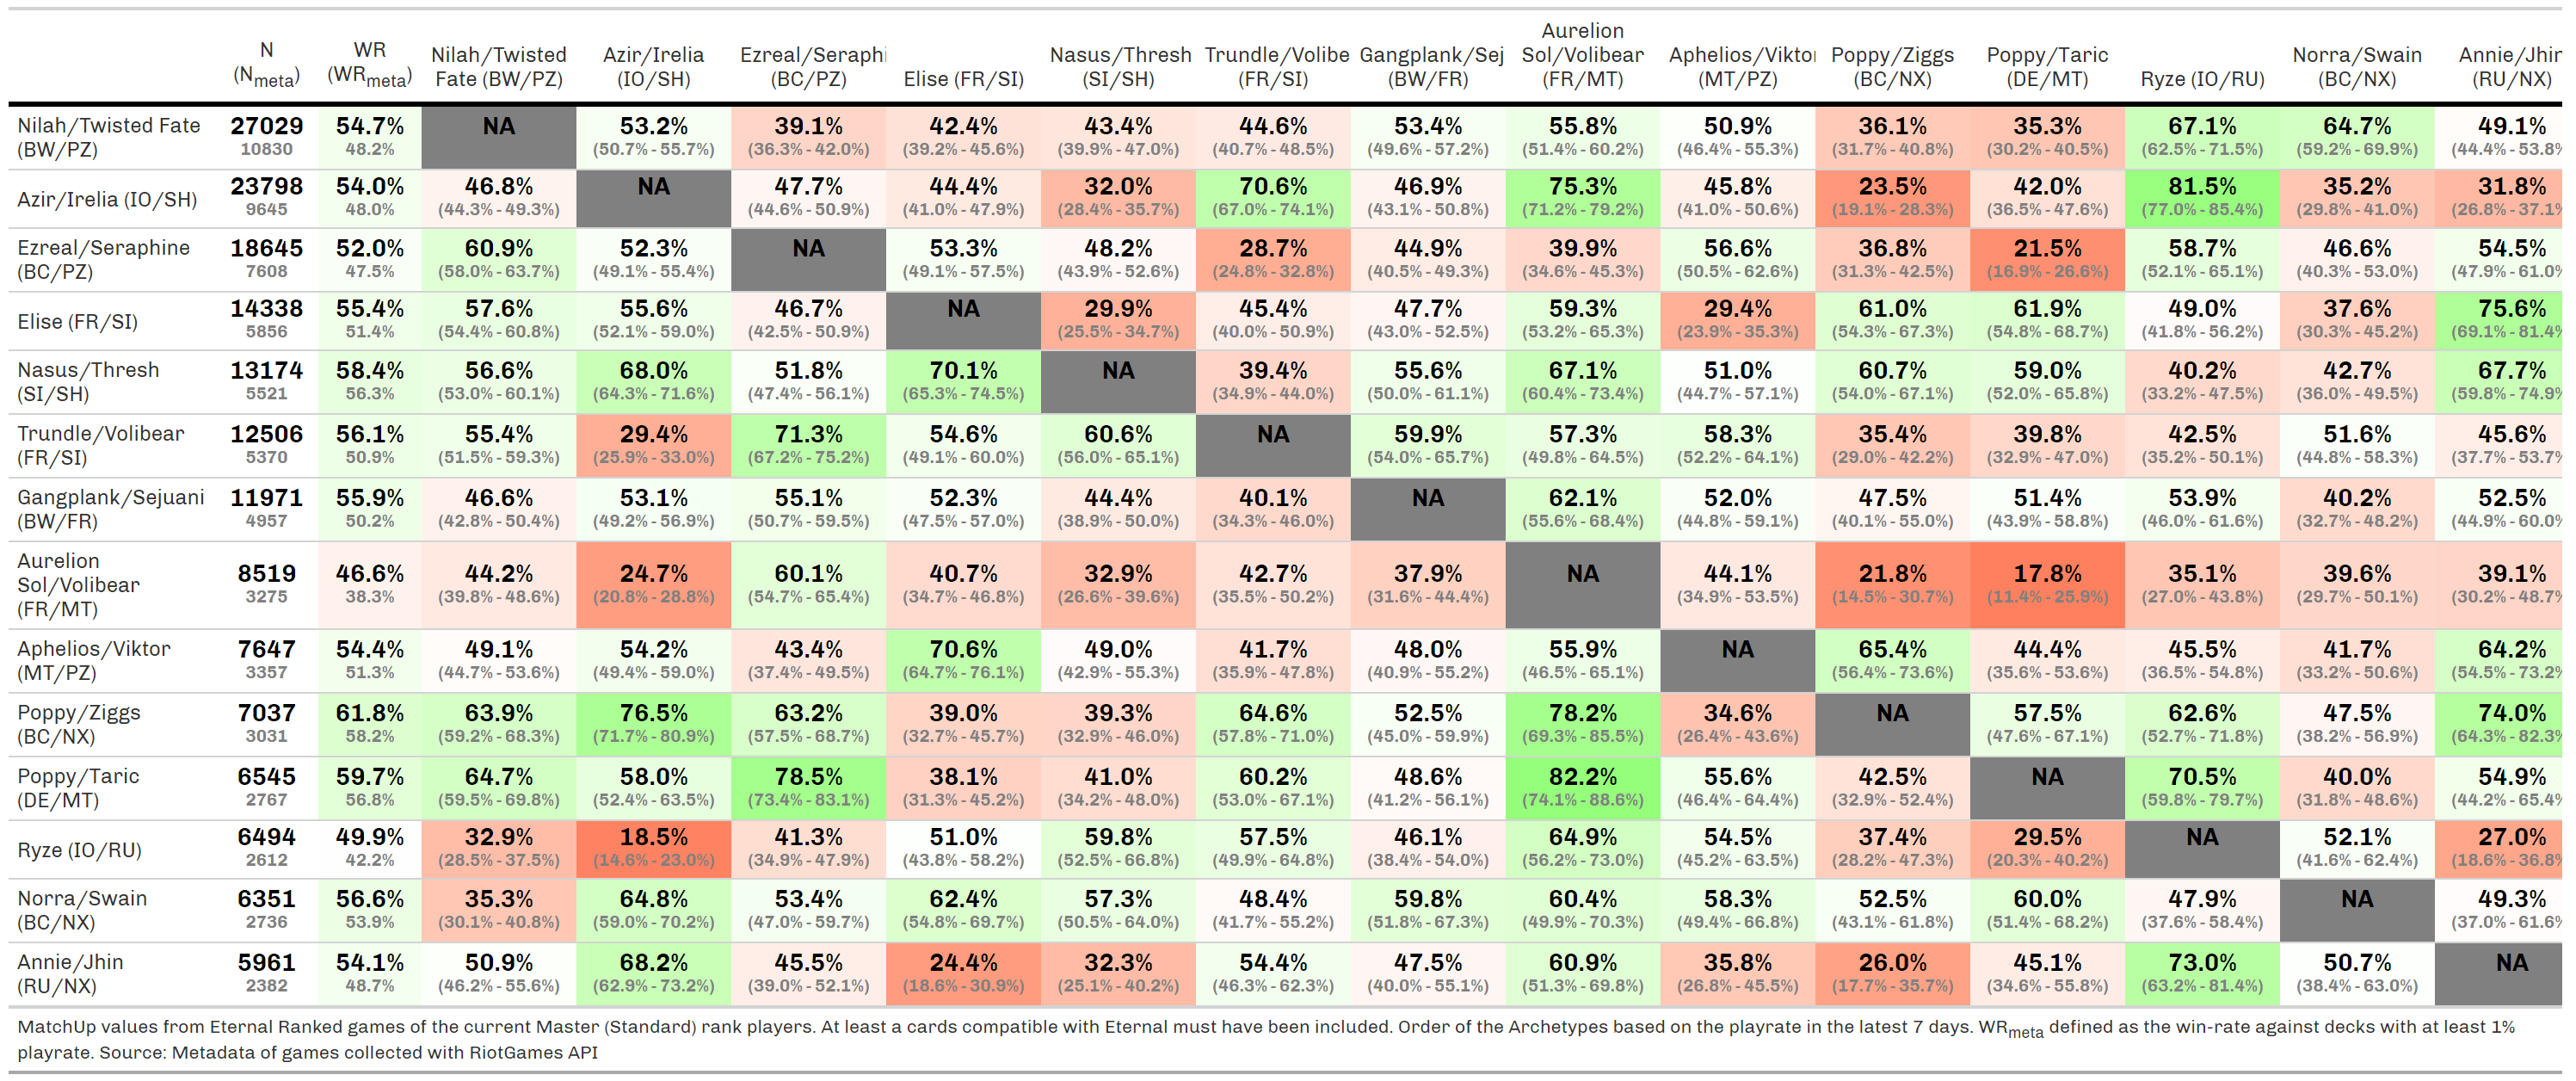 N (Nmeta) WR (WRmeta) Nilah/Twisted Fate (BW/PZ) Azir/Irelia (IO/SH) Ezreal/Seraphi (BC/PZ) Elise (FR/SI) Nasus/Thresh (SI/SH) Trundle/Volibe (FR/SI) Gangplank/Sej (BW/FR) Aurelion Sol/Volibear (FR/MT) Aphelios/Viktor (MT/PZ) Poppy/Ziggs (BC/NX) Poppy/Taric (DE/MT) Ryze (IO/RU) Norra/Swain (BC/NX) Annie/Jhin (RU/NX)
Nilah/Twisted Fate 27029 54.7% NA 53.2% 39.1% 42.4% 43.4% 44.6% 53.4% 55.8% 50.9% 36.1% 35.3% 67.1% 64.7% 49.1%
(BW/PZ) 10830 48.2% (50.7% - 55.7%) (36.3% - 42.0%) (39.2% - 45.6%) (39.9% - 47.0%) (40.7% - 48.5%) (49.6% - 57.2%) (51.4% - 60.2%) (46.4% - 55.3%) (31.7% - 40.8%) (30.2% - 40.5%) (62.5% - 71.5%) (59.2% - 69.9%) (44.4% - 53.8%
Azir/Irelia (IO/SH) 23798 54.0% 46.8% NA 47.7% 44.4% 32.0% 70.6% 46.9% 75.3% 45.8% 23.5% 42.0% 81.5% 35.2% 31.8%
9645 48.0% (44.3% - 49.3%) (44.6% - 50.9%) (41.0% - 47.9%) (28.4% - 35.7%) (67.0% - 74.1%) (43.1% - 50.8%) (71.2% - 79.2%) (41.0% - 50.6%) (19.1% - 28.3%) (36.5% - 47.6%) (77.0% - 85.4%) (29.8% - 41.0%) (26.8% - 37.1%
Ezreal/Seraphine 18645 52.0% 60.9% 52.3% NA 53.3% 48.2% 28.7% 44.9% 39.9% 56.6% 36.8% 21.5% 58.7% 46.6% 54.5%
(BC/PZ) 7608 47.5% (58.0% - 63.7%) (49.1% - 55.4%) (49.1% - 57.5%) (43.9% - 52.6%) (24.8% - 32.8%) (40.5% - 49.3%) (34.6% - 45.3%) (50.5% - 62.6%) (31.3% - 42.5%) (16.9% - 26.6%) (52.1% - 65.1%) (40.3% - 53.0%) (47.9% - 61.0%
Elise (FR/SI) 14338 55.4% 57.6% 55.6% 46.7% NA 29.9% 45.4% 47.7% 59.3% 29.4% 61.0% 61.9% 49.0% 37.6% 75.6%
5856 51.4% (54.4% - 60.8%) (52.1% - 59.0%) (42.5% - 50.9%) (25.5% - 34.7%) (40.0% - 50.9%) (43.0% - 52.5%) (53.2% - 65.3%) (23.9% - 35.3%) (54.3% - 67.3%) (54.8% - 68.7%) (41.8% - 56.2%) (30.3% - 45.2%) (69.1% - 81.4%
Nasus/Thresh 13174 58.4% 56.6% 68.0% 51.8% 70.1% NA 39.4% 55.6% 67.1% 51.0% 60.7% 59.0% 40.2% 42.7% 67.7%
(SI/SH) 5521 56.3% (53.0% - 60.1%) (64.3% - 71.6%) (47.4% - 56.1%) (65.3% - 74.5%) (34.9% - 44.0%) (50.0% - 61.1%) (60.4% - 73.4%) (44.7% - 57.1%) (54.0% - 67.1%) (52.0% - 65.8%) (33.2% - 47.5%) (36.0% - 49.5%) (59.8% - 74.9%
Trundle/Volibear 12506 56.1% 55.4% 29.4% 71.3% 54.6% 60.6% NA 59.9% 57.3% 58.3% 35.4% 39.8% 42.5% 51.6% 45.6%
(FR/SI) 5370 50.9% (51.5% - 59.3%) (25.9% - 33.0%) (67.2% - 75.2%) (49.1% - 60.0%) (56.0% - 65.1%) (54.0% - 65.7%) (49.8% - 64.5%) (52.2% - 64.1%) (29.0% - 42.2%) (32.9% - 47.0%) (35.2% - 50.1%) (44.8% - 58.3%) (37.7% - 53.7%
Gangplank/Sejuani 11971 55.9% 46.6% 53.1% 55.1% 52.3% 44.4% 40.1% NA 62.1% 52.0% 47.5% 51.4% 53.9% 40.2% 52.5%
(BW/FR) 4957 50.2% (42.8% - 50.4%) (49.2% - 56.9%) (50.7% - 59.5%) (47.5% - 57.0%) (38.9% - 50.0%) (34.3% - 46.0%) (55.6% - 68.4%) (44.8% - 59.1%) (40.1% - 55.0%) (43.9% - 58.8%) (46.0% - 61.6%) (32.7% - 48.2%) (44.9% - 60.0%
Aurelion Sol/Volibear (FR/MT) 8519 46.6% 44.2% 24.7% 60.1% 40.7% 32.9% 42.7% 37.9% NA 44.1% 21.8% 17.8% 35.1% 39.6% 39.1%
3275 38.3% (39.8% - 48.6%) (20.8% - 28.8%) (54.7% - 65.4%) (34.7% - 46.8%) (26.6% - 39.6%) (35.5% - 50.2%) (31.6% - 44.4%) (34.9% - 53.5%) (14.5% - 30.7%) (11.4% - 25.9%) (27.0% - 43.8%) (29.7% - 50.1%) (30.2% - 48.7%
Aphelios/Viktor 7647 54.4% 49.1% 54.2% 43.4% 70.6% 49.0% 41.7% 48.0% 55.9% NA 65.4% 44.4% 45.5% 41.7% 64.2%
(MT/PZ) 3357 51.3% (44.7% - 53.6%) (49.4% - 59.0%) (37.4% - 49.5%) (64.7% - 76.1%) (42.9% - 55.3%) (35.9% - 47.8%) (40.9% - 55.2%) (46.5% - 65.1%) (56.4% - 73.6%) (35.6% - 53.6%) (36.5% - 54.8%) (33.2% - 50.6%) (54.5% - 73.2%
Poppy/Ziggs 7037 61.8% 63.9% 76.5% 63.2% 39.0% 39.3% 64.6% 52.5% 78.2% 34.6% NA 57.5% 62.6% 47.5% 74.0%
(BC/NX) 3031 58.2% (59.2% - 68.3%) (71.7% - 80.9%) (57.5% - 68.7%) (32.7% - 45.7%) (32.9% - 46.0%) (57.8% - 71.0%) (45.0% - 59.9%) (69.3% - 85.5%) (26.4% - 43.6%) (47.6% - 67.1%) (52.7% - 71.8%) (38.2% - 56.9%) (64.3% - 82.3%
Poppy/Taric 6545 59.7% 64.7% 58.0% 78.5% 38.1% 41.0% 60.2% 48.6% 82.2% 55.6% 42.5% NA 70.5% 40.0% 54.9%
(DE/MT) 2767 56.8% (59.5% - 69.8%) (52.4% - 63.5%) (73.4% - 83.1%) (31.3% - 45.2%) (34.2% - 48.0%) (53.0% - 67.1%) (41.2% - 56.1%) (74.1% - 88.6%) (46.4% - 64.4%) (32.9% - 52.4%) (59.8% - 79.7%) (31.8% - 48.6%) (44.2% - 65.4%
Ryze (IO/RU) 6494 49.9% 32.9% 18.5% 41.3% 51.0% 59.8% 57.5% 46.1% 64.9% 54.5% 37.4% 29.5% NA 52.1% 27.0%
2612 42.2% (28.5% - 37.5%) (14.6% - 23.0%) (34.9% - 47.9%) (43.8% - 58.2%) (52.5% - 66.8%) (49.9% - 64.8%) (38.4% - 54.0%) (56.2% - 73.0%) (45.2% - 63.5%) (28.2% - 47.3%) (20.3% - 40.2%) (41.6% - 62.4%) (18.6% - 36.8%
Norra/Swain 6351 56.6% 35.3% 64.8% 53.4% 62.4% 57.3% 48.4% 59.8% 60.4% 58.3% 52.5% 60.0% 47.9% NA 49.3%
(BC/NX) 2736 53.9% (30.1% - 40.8%) (59.0% - 70.2%) (47.0% - 59.7%) (54.8% - 69.7%) (50.5% - 64.0%) (41.7% - 55.2%) (51.8% - 67.3%) (49.9% - 70.3%) (49.4% - 66.8%) (43.1% - 61.8%) (51.4% - 68.2%) (37.6% - 58.4%) (37.0% - 61.6%
Annie/Jhin 5961 54.1% 50.9% 68.2% 45.5% 24.4% 32.3% 54.4% 47.5% 60.9% 35.8% 26.0% 45.1% 73.0% 50.7% NA
(RU/NX) 2382 48.7% (46.2% - 55.6%) (62.9% - 73.2%) (39.0% - 52.1%) (18.6% - 30.9%) (25.1% - 40.2%) (46.3% - 62.3%) (40.0% - 55.1%) (51.3% - 69.8%) (26.8% - 45.5%) (17.7% - 35.7%) (34.6% - 55.8%) (63.2% - 81.4%) (38.4% - 63.0%)
MatchUp values from Eternal Ranked games of the current Master (Standard) rank players. At least a cards compatible with Eternal must have been included. Order of the Archetypes based on the playrate in the latest 7 days. WRmeta defined as the win-rate against decks with at least 1%
playrate. Source: Metadata of games collected with RiotGames API